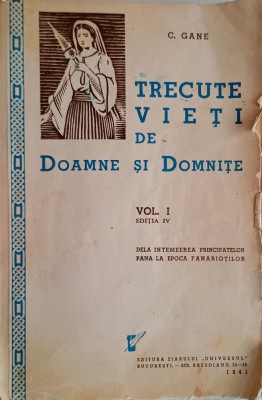 C. GANE
TRECUTE
VIEȚI
DE
DOAMNE ȘI DOMNIȚE
VOL. I
EDIȚIA IV
DELA INTEMEEREA PRINCIPATELOR
PANA LA EPOCA FANARIOȚILOR
EDITURA ZIARULUI „UNIVERSUL"
BUCUREȘTI. — STR. BREZOIANU, 23-25
1941